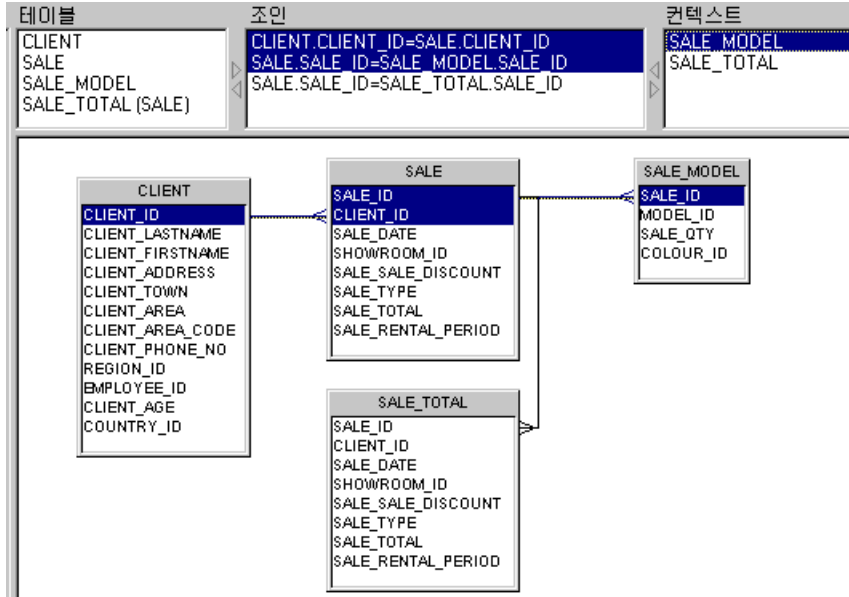 테이블
CLIENT
SALE
SALE_MODEL
SALE_TOTAL (SALE)
조인
CLIENT.CLIENT_ID=SALE.CLIENT_ID
SALE.SALE_ID=SALE_MODEL.SALE_ID
SALE.SALE_ID=SALE_TOTAL.SALE_ID
컨텍스트
SALE_MODEL
SALE_TOTAL
CLIENT
CLIENT_ID
CLIENT_LASTNAME
CLIENT_FIRSTNAME
CLIENT_ADDRESS
CLIENT_TOWN
CLIENT_AREA
CLIENT_AREA_CODE
CLIENT_PHONE_NO
REGION_ID
EMPLOYEE_ID
CLIENT_AGE
COUNTRY_ID
SALE
SALE_ID
CLIENT_ID
SALE_DATE
SHOWROOM_ID
SALE_SALE_DISCOUNT
SALE_TYPE
SALE_TOTAL
SALE_RENTAL_PERIOD
SALE_MODEL
SALE_ID
MODEL_ID
SALE_QTY
COLOUR_ID
SALE_TOTAL
SALE_ID
CLIENT_ID
SALE_DATE
SHOWROOM_ID
SALE_SALE_DISCOUNT
SALE_TYPE
SALE_TOTAL
SALE_RENTAL_PERIOD